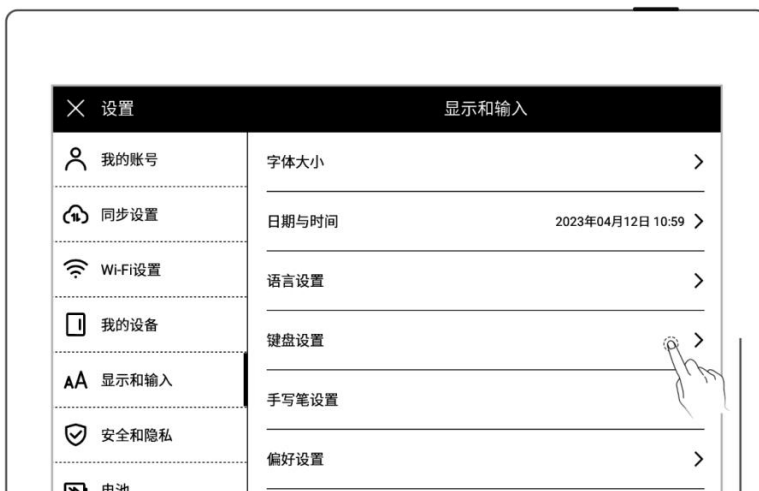 设置
显示和输入
我的账号
同步设置
Wi-Fi设置
我的设备
显示和输入
安全和隐私
电池
字体大小
日期与时间 2023年04月12日 10:59
语言设置
键盘设置
手写笔设置
偏好设置